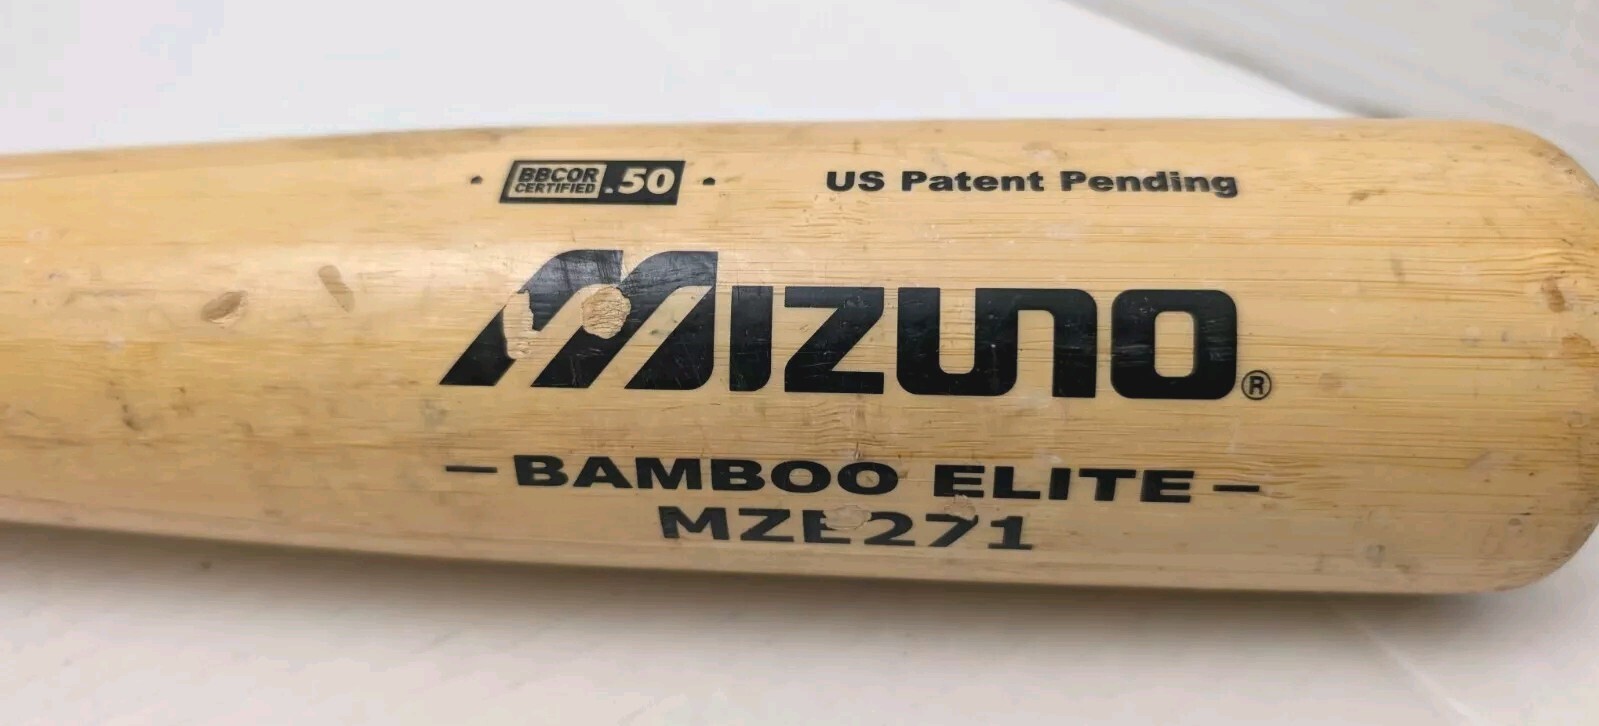 · BBCOR CERTIFIED .50 · US Patent Pending
MIZUNO®
– BAMBOO ELITE –
MZE271